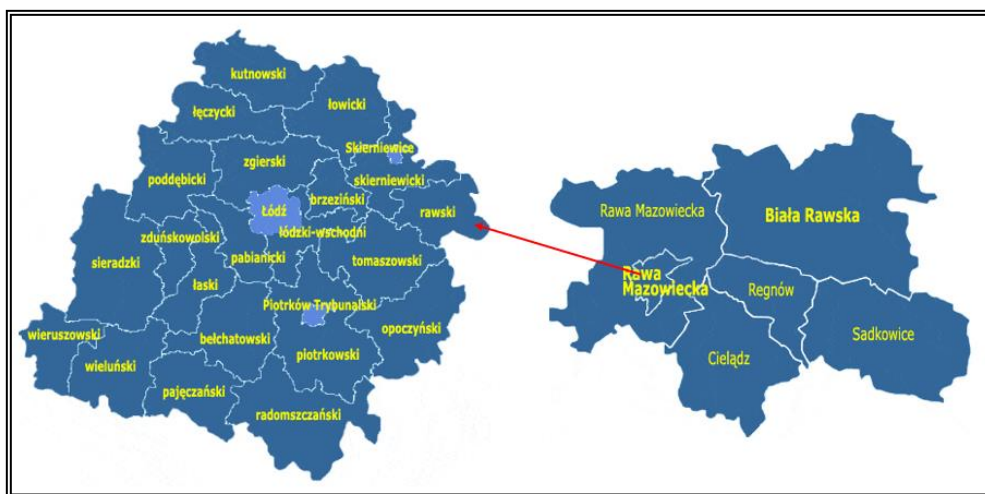 kutnowski
łęczycki
łowicki
Skierniewice
zgierski
poddębicki
skierniewicki
brzeziński
rawski
Łódź
łódzki-wschodni
zduńskowolski
sieradzki
pabianicki
tomaszowski
łaski
Piotrków Trybunalski
opoczyński
wieruszowski
bełchatowski
piotrkowski
wieluński
pajęczański
radomszczański
Rawa Mazowiecka
Biała Rawska
Rawa
Mazowiecka
Regnów
Sadkowice
Cielądz